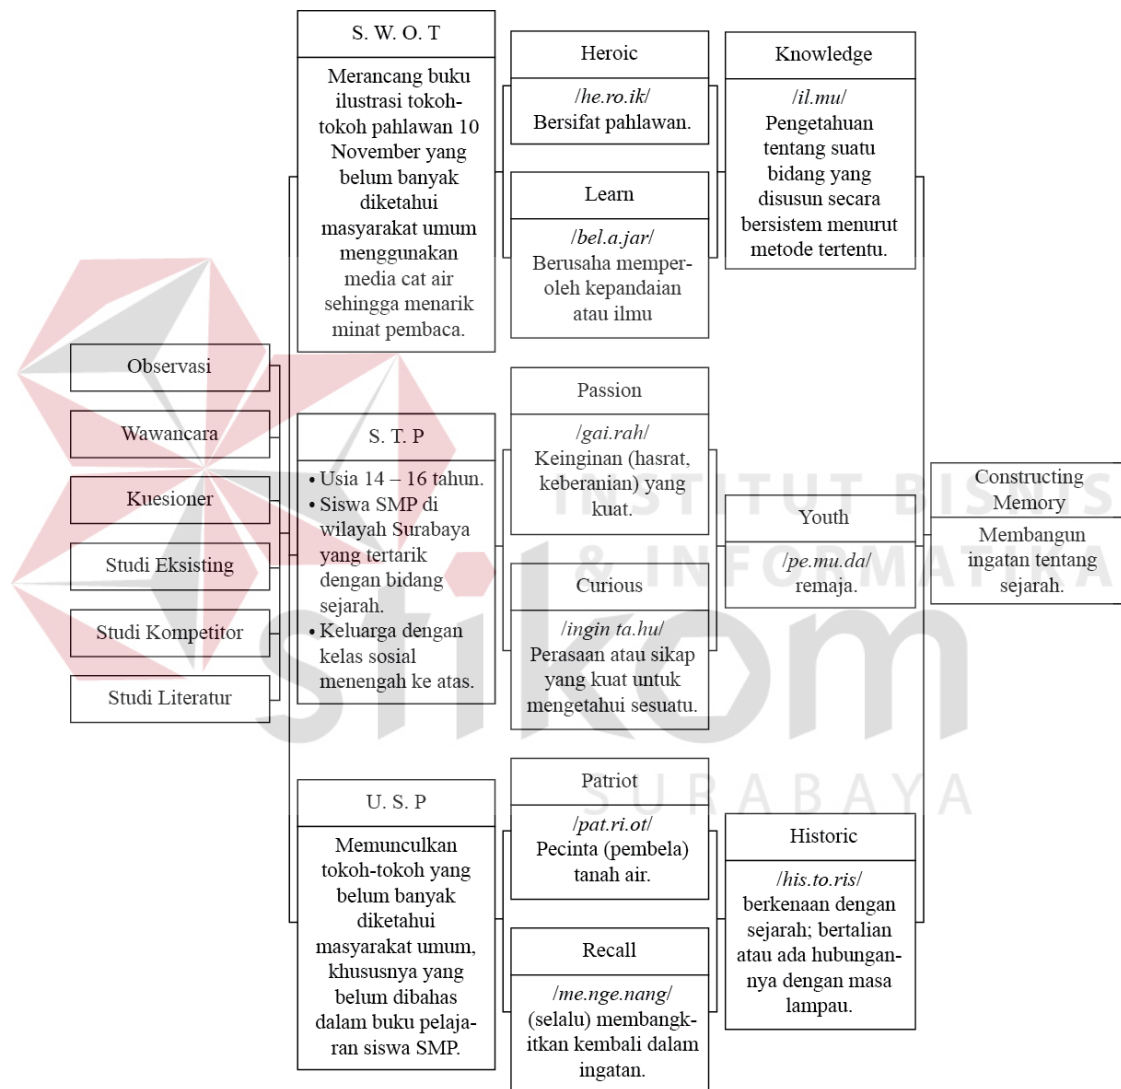 Observasi
Wawancara
Kuesioner
Studi Eksisting
Studi Kompetitor
Studi Literatur
S. W. O. T
Merancang buku
ilustrasi tokoh-
tokoh pahlawan 10
November yang
belum banyak
diketahui
masyarakat umum
menggunakan
media cat air
sehingga menarik
minat pembaca.
S. T. P
• Usia 14 – 16 tahun.
• Siswa SMP di
wilayah Surabaya
yang tertarik
dengan bidang
sejarah.
• Keluarga dengan
kelas sosial
menengah ke atas.
U. S. P
Memunculkan
tokoh-tokoh yang
belum banyak
diketahui
masyarakat umum,
khususnya yang
belum dibahas
dalam buku pelaja-
ran siswa SMP.
Heroic
/he.ro.ik/
Bersifat pahlawan.
Learn
/bel.a.jar/
Berusaha memper-
oleh kepandaian
atau ilmu
Passion
/gai.rah/
Keinginan (hasrat,
keberanian) yang
kuat.
Curious
/ingin ta.hu/
Perasaan atau sikap
yang kuat untuk
mengetahui sesuatu.
Patriot
/pat.ri.ot/
Pecinta (pembela)
tanah air.
Recall
/me.nge.nang/
(selalu) membangk-
itkan kembali dalam
ingatan.
Knowledge
/il.mu/
Pengetahuan
tentang suatu
bidang yang
disusun secara
bersistem menurut
metode tertentu.
Youth
/pe.mu.da/
remaja.
Historic
/his.to.ris/
berkenaan dengan
sejarah; bertalian
atau ada hubungan-
nya dengan masa
lampau.
Constructing
Memory
Membangun
ingatan tentang
sejarah.
INSTITUT BISNIS
& INFORMATIKA
stikom
SURABAYA